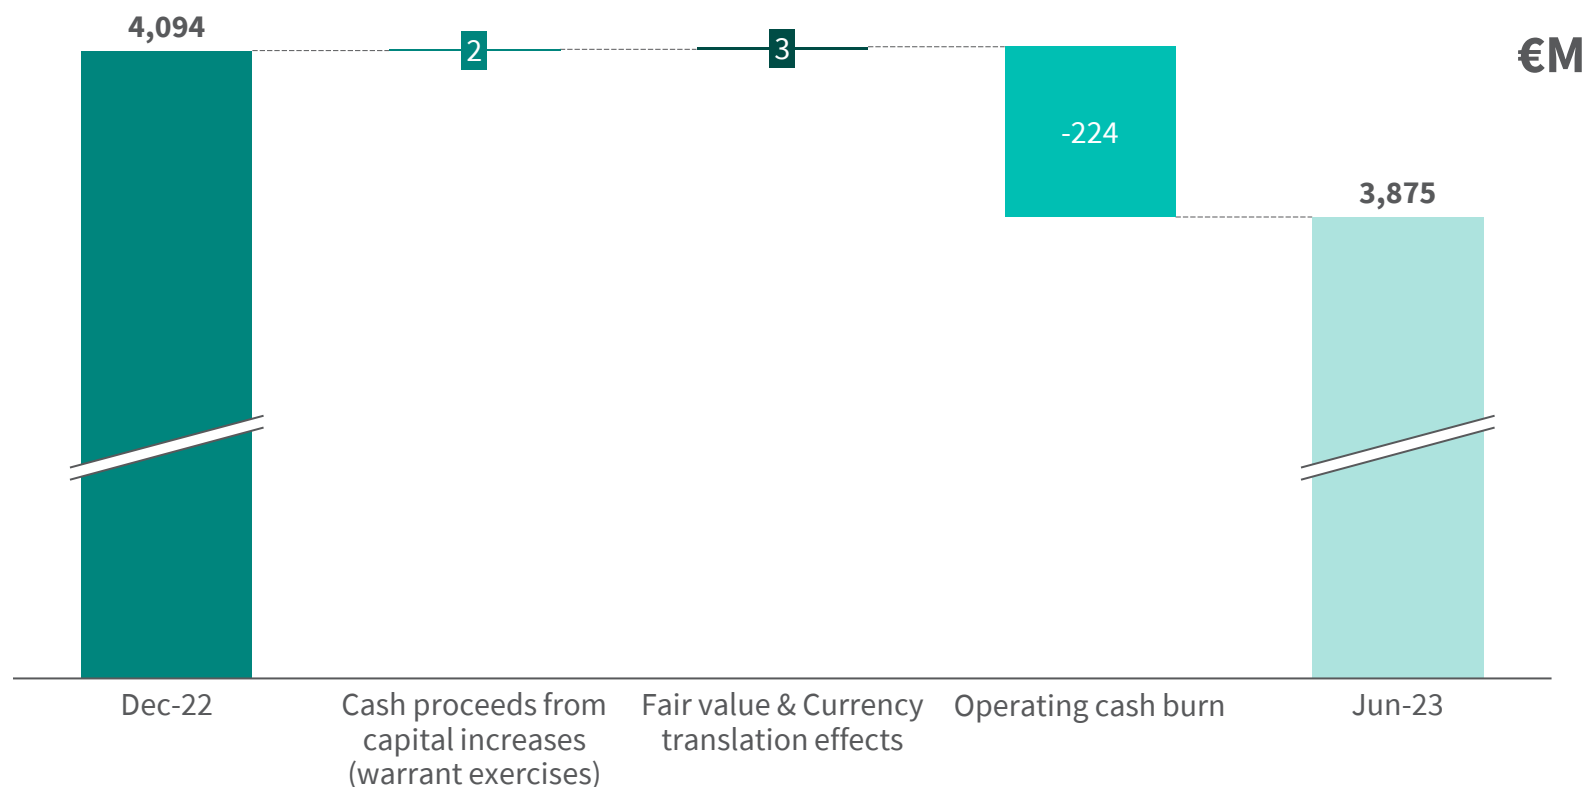 4,094
2
3
€M
-224
3,875
Dec-22
Cash proceeds from
capital increases
(warrant exercises)
Fair value & Currency
translation effects
Operating cash burn
Jun-23